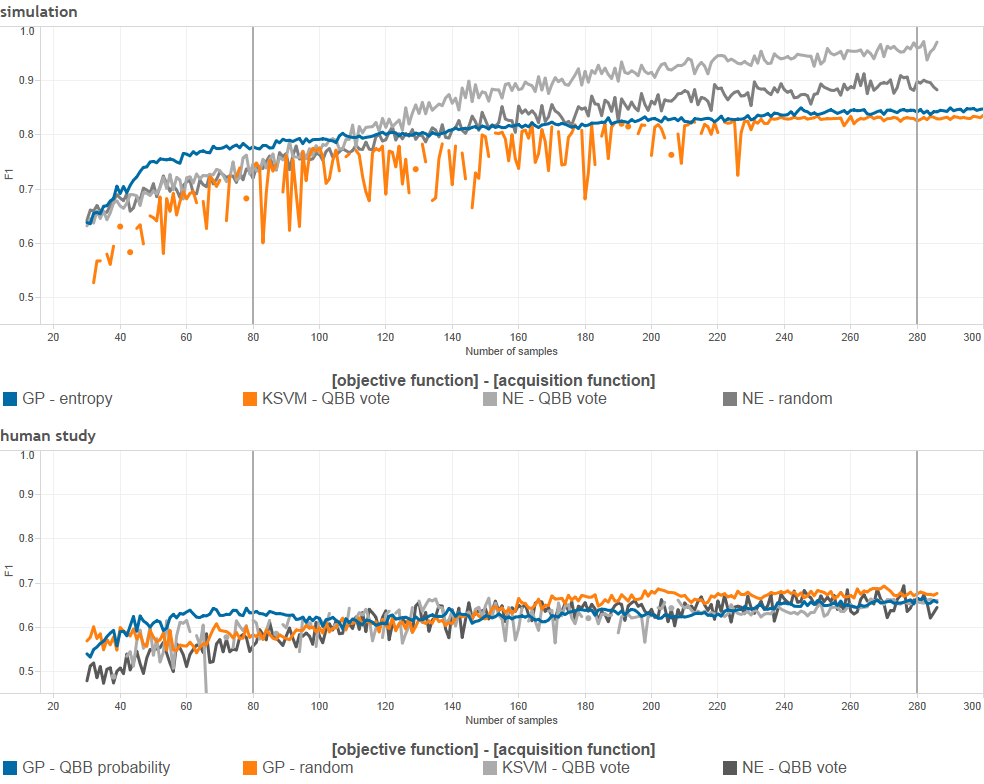 simulation
1.0
0.9
0.8
0.7
0.6
0.5
F1
20 40 60 80 100 120 140 160 180 200 220 240 260 280 300
Number of samples
[objective function] - [acquisition function]
GP - entropy KSVM - QBB vote NE - QBB vote NE - random
human study
1.0
0.9
0.8
0.7
0.6
0.5
F1
20 40 60 80 100 120 140 160 180 200 220 240 260 280 300
Number of samples
[objective function] - [acquisition function]
GP - QBB probability GP - random KSVM - QBB vote NE - QBB vote